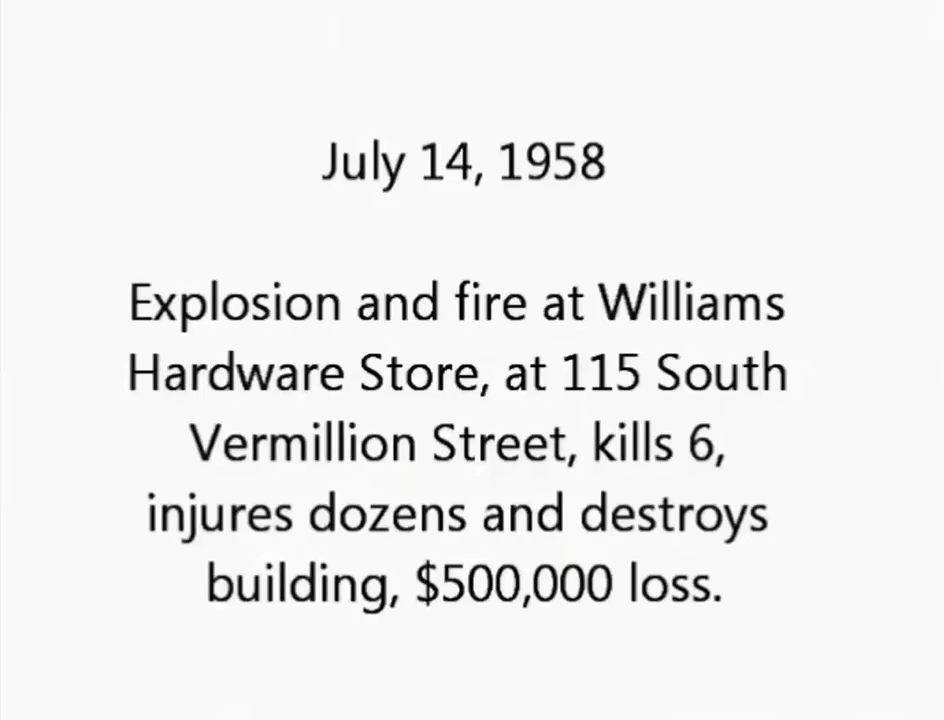 July 14, 1958
Explosion and fire at Williams
Hardware Store, at 115 South
Vermillion Street, kills 6,
injures dozens and destroys
building, $500,000 loss.